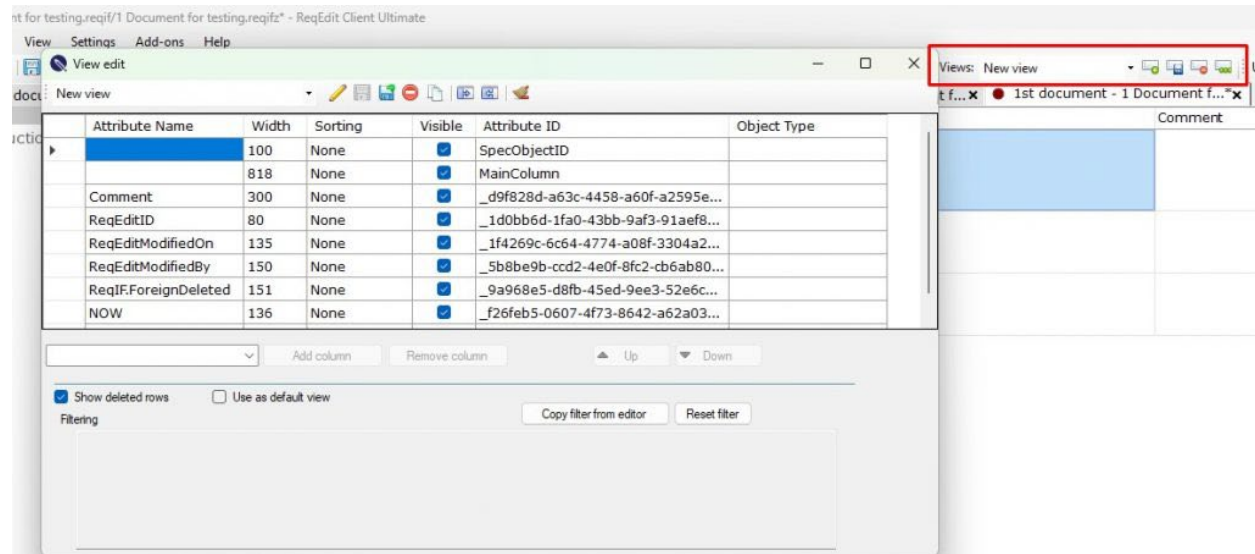 nt for testing.reqif/1 Document for testing.reqifz* - ReqEdit Client Ultimate
View Settings Add-ons Help
View edit
Views: New view
New view
t f...x 1st document - 1 Document f...*x
Comment
Attribute Name Width Sorting Visible Attribute ID Object Type
100 None SpecObjectID
818 None MainColumn
Comment 300 None _d9f828d-a63c-4458-a60f-a2595e...
ReqEditID 80 None _1d0bb6d-1fa0-43bb-9af3-91aef8...
ReqEditModifiedOn 135 None _1f4269c-6c64-4774-a08f-3304a2...
ReqEditModifiedBy 150 None _5b8be9b-ccd2-4e0f-8fc2-cb6ab80...
ReqIF.ForeignDeleted 151 None _9a968e5-d8fb-45ed-9ee3-52e6c...
NOW 136 None _f26feb5-0607-4f73-8642-a62a03...
Add column Remove column Up Down
Show deleted rows Use as default view
Filtering Copy filter from editor Reset filter